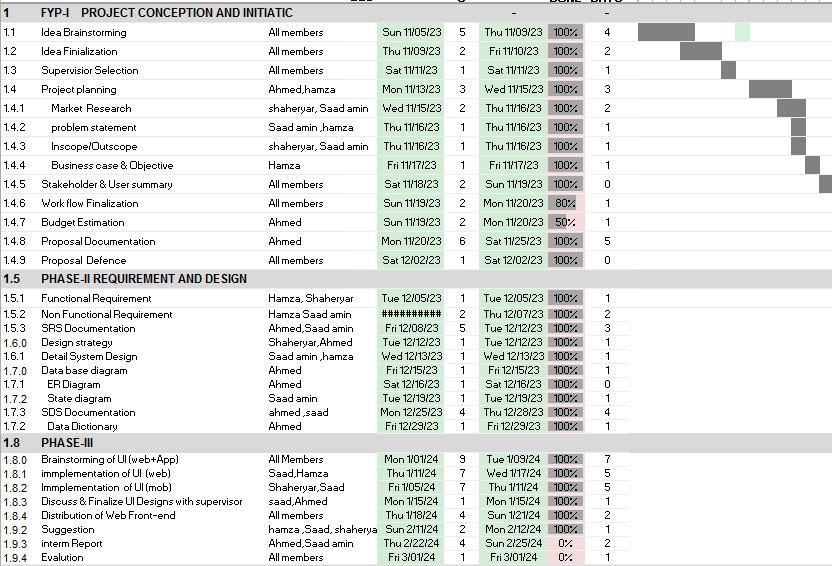 1 FYP-I PROJECT CONCEPTION AND INITIATIC - -
1.1 Idea Brainstorming All members Sun 11/05/23 5 Thu 11/09/23 100% 4
1.2 Idea Finialization All members Thu 11/09/23 2 Fri 11/10/23 100% 2
1.3 Supervisior Selection All members Sat 11/11/23 1 Sat 11/11/23 100% 1
1.4 Project planning Ahmed,hamza Mon 11/13/23 3 Wed 11/15/23 100% 3
1.4.1 Market Research shaheryar, Saad amin Wed 11/15/23 2 Thu 11/16/23 100% 2
1.4.2 problem statement Saad amin ,hamza Thu 11/16/23 1 Thu 11/16/23 100% 1
1.4.3 Inscope/Outscope shaheryar, Saad amin Thu 11/16/23 1 Thu 11/16/23 100% 1
1.4.4 Business case & Objective Hamza Fri 11/17/23 1 Fri 11/17/23 100% 1
1.4.5 Stakeholder & User summary All members Sat 11/18/23 2 Sun 11/19/23 100% 0
1.4.6 Work flow Finalization All members Sun 11/19/23 2 Mon 11/20/23 80% 1
1.4.7 Budget Estimation Ahmed Sun 11/19/23 2 Mon 11/20/23 50% 1
1.4.8 Proposal Documentation Ahmed Mon 11/20/23 6 Sat 11/25/23 100% 5
1.4.9 Proposal Defence All members Sat 12/02/23 1 Sat 12/02/23 100% 0
1.5 PHASE-II REQUIREMENT AND DESIGN
1.5.1 Functional Requirement Hamza, Shaheryar Tue 12/05/23 1 Tue 12/05/23 100% 1
1.5.2 Non Functional Requirement Hamza Saad amin ########## 2 Thu 12/07/23 100% 2
1.5.3 SRS Documentation Ahmed,Saad amin Fri 12/08/23 5 Tue 12/12/23 100% 3
1.6.0 Design strategy Shaheryar,Ahmed Tue 12/12/23 1 Tue 12/12/23 100% 1
1.6.1 Detail System Design Saad amin ,hamza Wed 12/13/23 1 Wed 12/13/23 100% 1
1.7.0 Data base diagram Ahmed Fri 12/15/23 1 Fri 12/15/23 100% 1
1.7.1 ER Diagram Ahmed Sat 12/16/23 1 Sat 12/16/23 100% 0
1.7.2 State diagram Saad amin Tue 12/19/23 1 Tue 12/19/23 100% 1
1.7.3 SDS Documentation ahmed ,saad Mon 12/25/23 4 Thu 12/28/23 100% 4
1.7.2 Data Dictionary Ahmed Fri 12/29/23 1 Fri 12/29/23 100% 1
1.8 PHASE-III
1.8.0 Brainstorming of UI (web+App) All Members Mon 1/01/24 9 Tue 1/09/24 100% 7
1.8.1 immplementation of UI (web) Saad,Hamza Thu 1/11/24 7 Wed 1/17/24 100% 5
1.8.2 Immplementation of UI(mob) Shaheryar,Saad Fri 1/05/24 7 Thu 1/11/24 100% 5
1.8.3 Discuss & Finalize UI Designs with supervisor saad,Ahmed Mon 1/15/24 1 Mon 1/15/24 100% 1
1.8.4 Distribution of Web Front-end All members Thu 1/18/24 4 Sun 1/21/24 100% 2
1.9.2 Suggestion hamza ,Saad, shaherya Sun 2/11/24 2 Mon 2/12/24 100% 1
1.9.3 interm Report Ahmed,Saad amin Thu 2/22/24 4 Sun 2/25/24 0% 2
1.9.4 Evalution All members Fri 3/01/24 1 Fri 3/01/24 0% 1